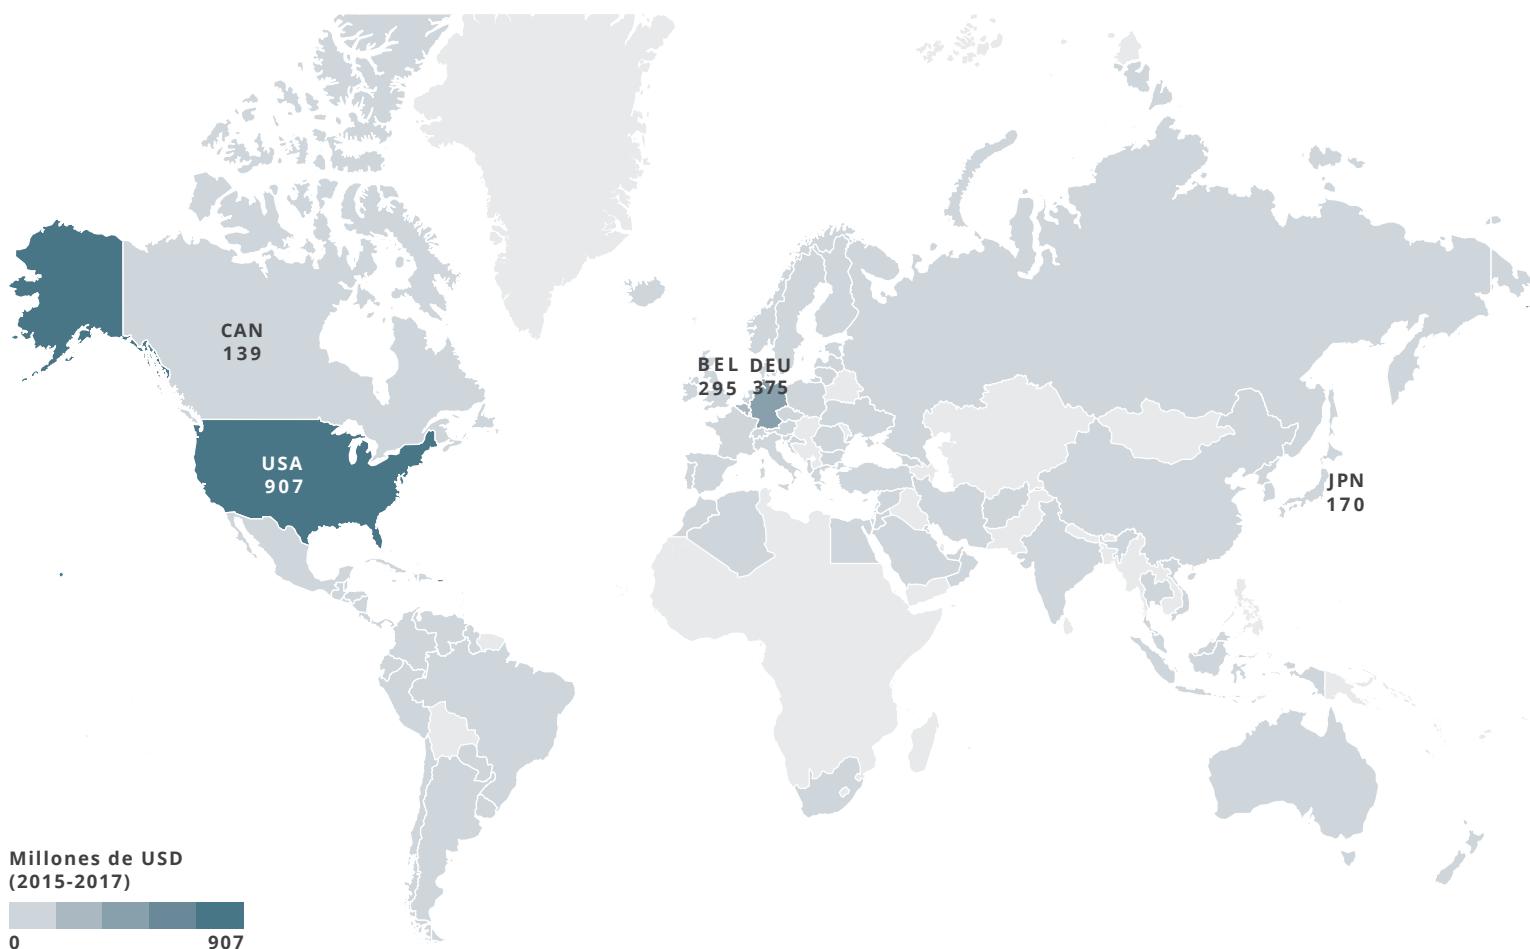 CAN
139
BEL DEU
295 375
USA
907
JPN
170
Millones de USD
(2015-2017)
0 907